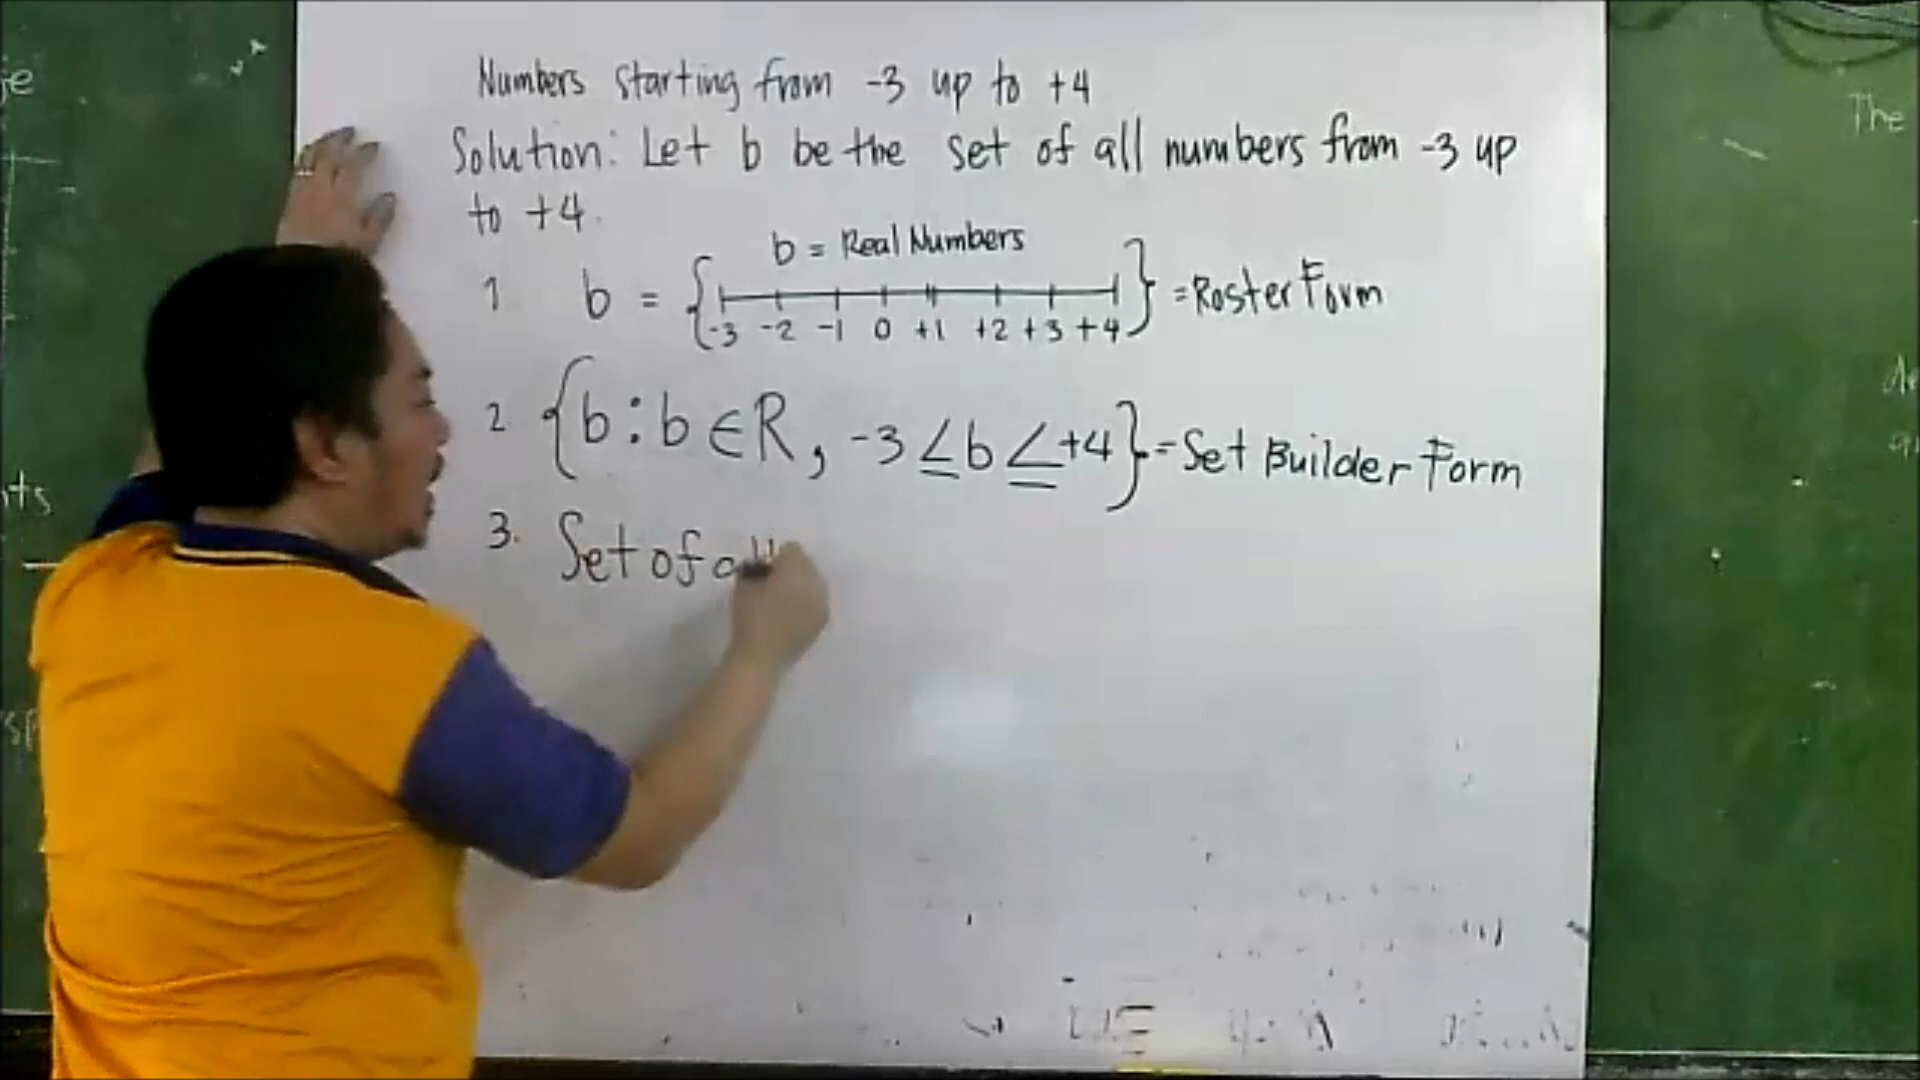 Numbers starting from -3 up to +4
Solution: Let b be the set of all numbers from -3 up
to +4.
b = Real Numbers
1. b = { } = Roster Form
-3 -2 -1 0 +1 +2 +3 +4
2. {b : b ∈ R, -3 ≤ b ≤ +4} = Set Builder Form
3. Set of all
The